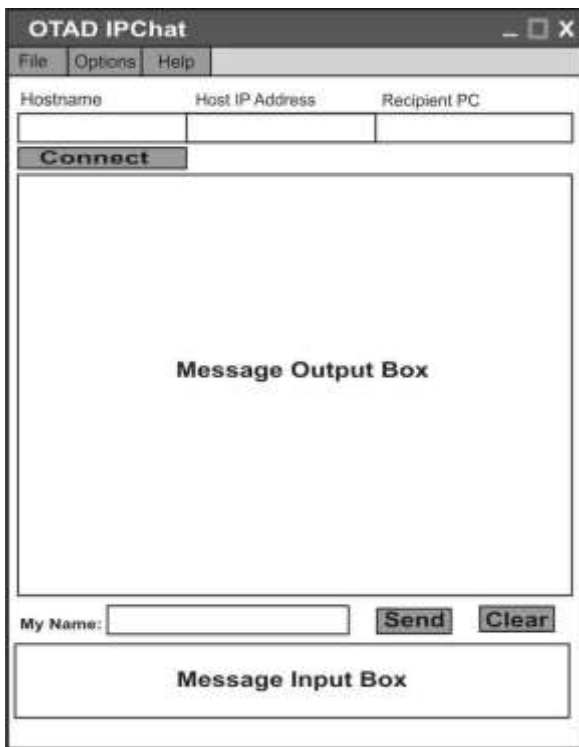 OTAD IPChat
File Options Help
Hostname Host IP Address Recipient PC
Connect
Message Output Box
My Name: Send Clear
Message Input Box